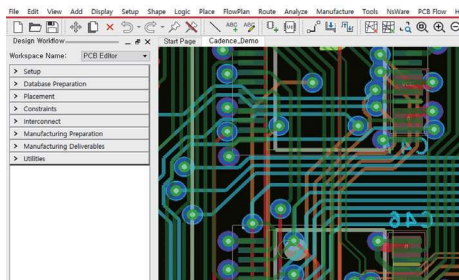 File Edit View Add Display Setup Shape Logic Place FlowPlan Route Analyze Manufacture Tools NsWare PCB Flow
Design Workflow
Start Page Cadence_Demo
Workspace Name: PCB Editor
> Setup
> Database Preparation
> Placement
> Constraints
> Interconnect
> Manufacturing Preparation
> Manufacturing Deliverables
> Utilities